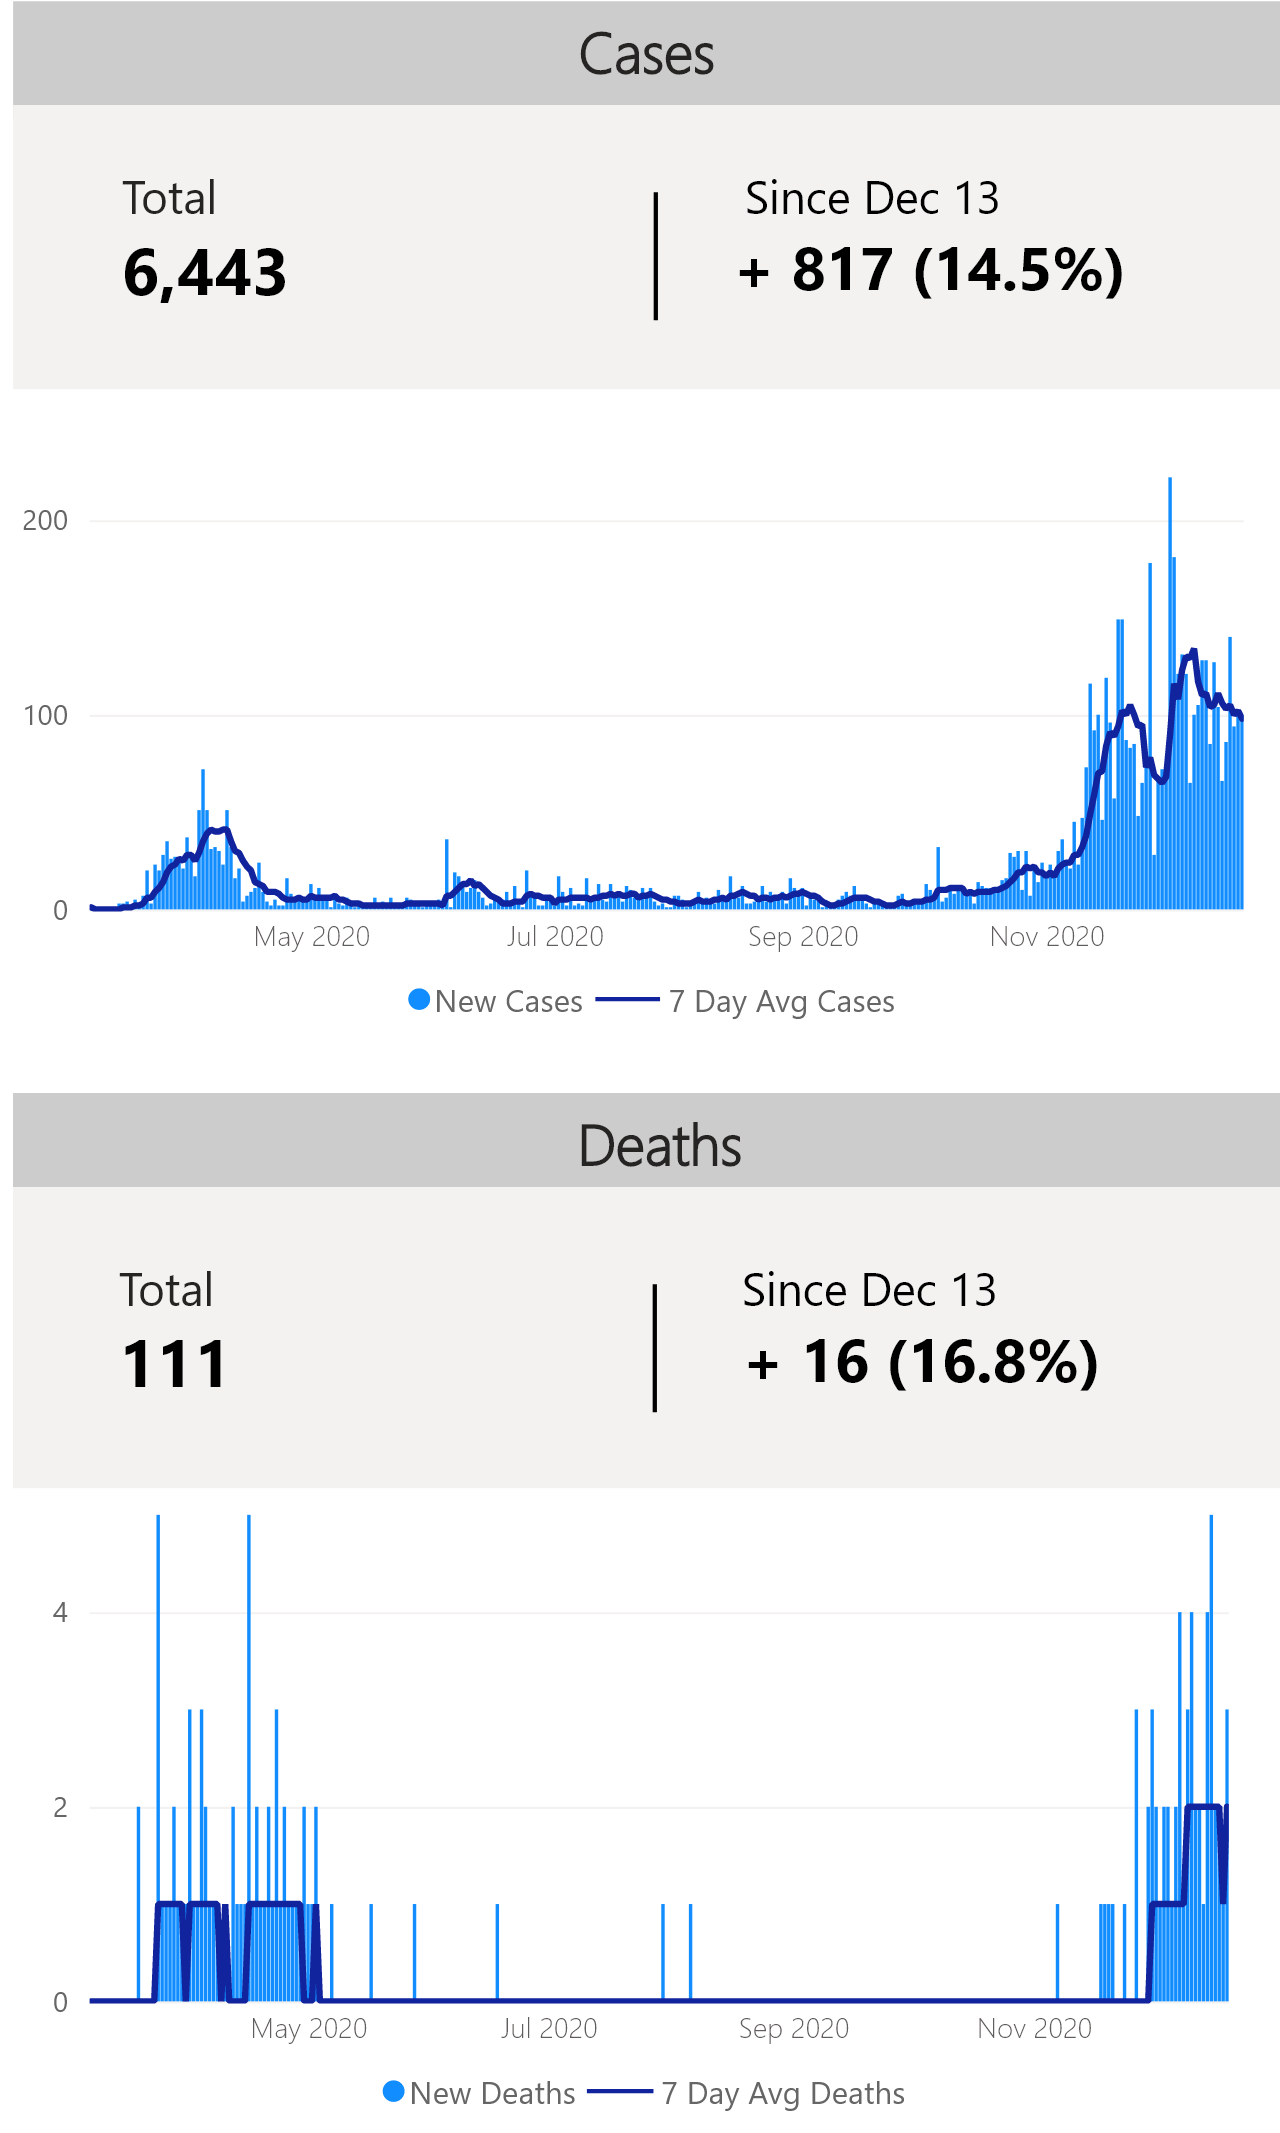 Cases
Total
Since Dec 13
6,443
+ 817 (14.5%)
200
100
0
May 2020
Jul 2020
Sep 2020
Nov 2020
New Cases
7 Day Avg Cases
Deaths
Total
Since Dec 13
111
+ 16 (16.8%)
4
2
0
May 2020
Jul 2020
Sep 2020
Nov 2020
New Deaths
7 Day Avg Deaths